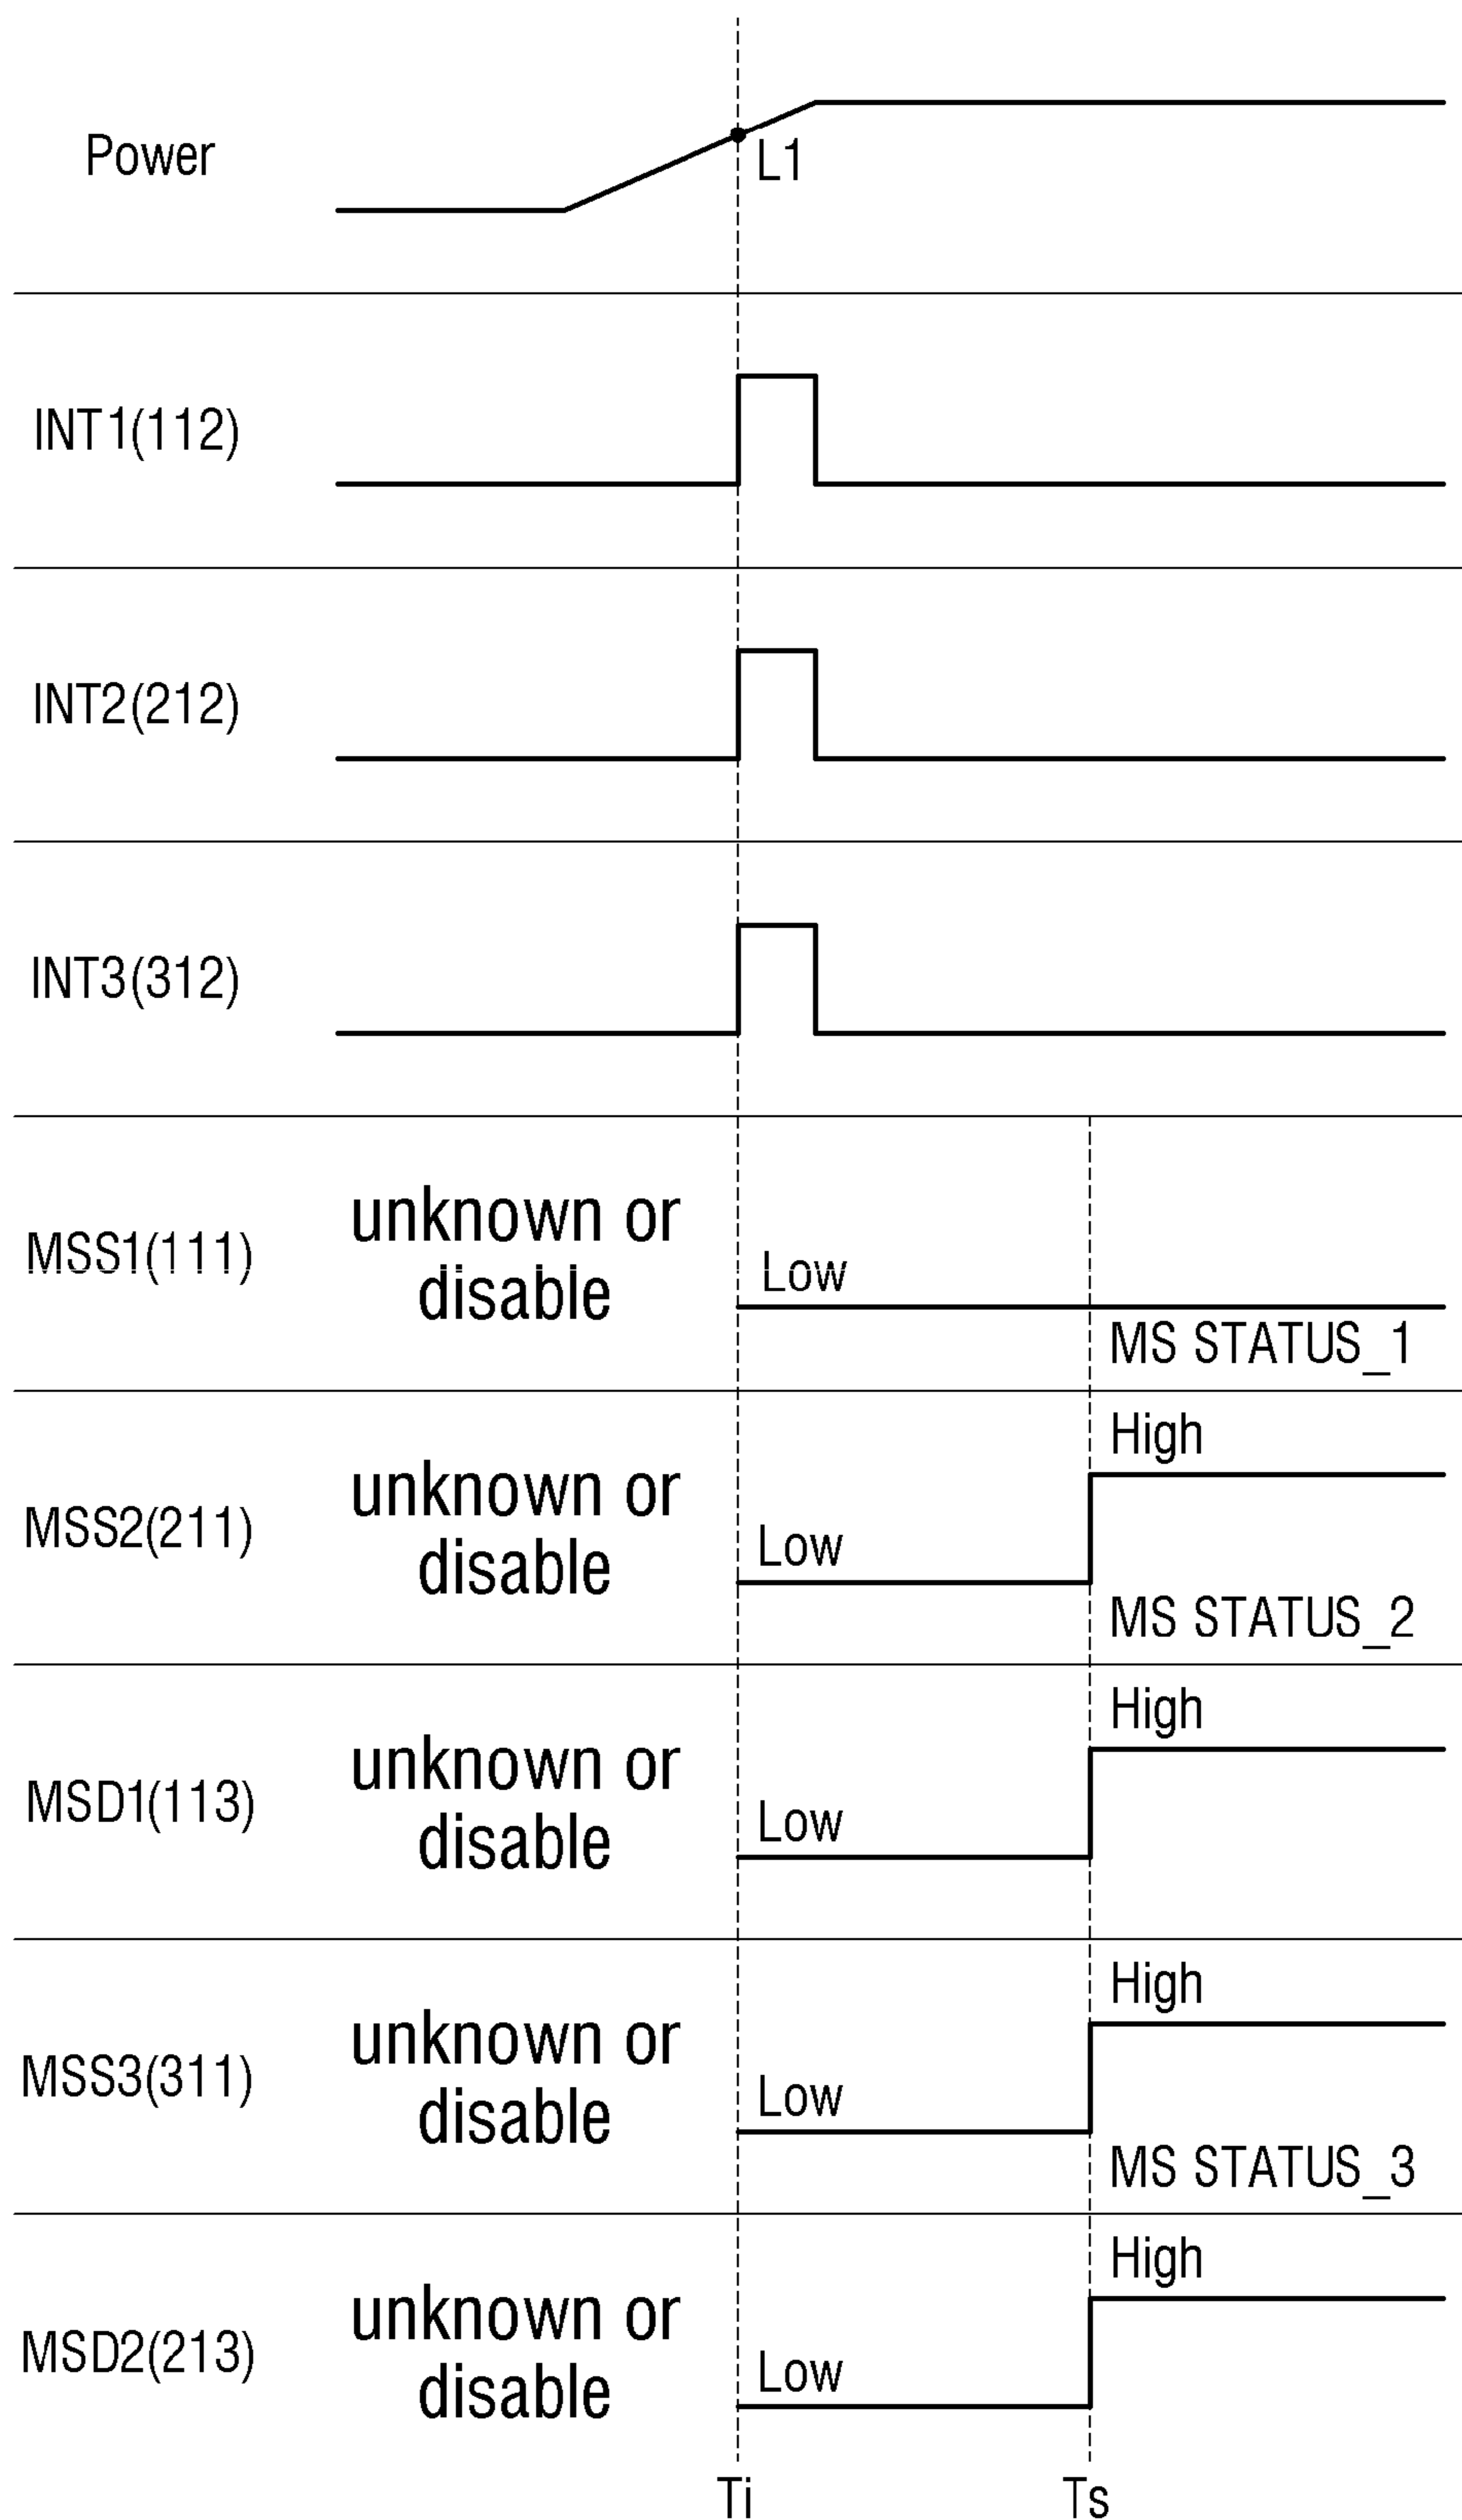 Power
L1
INT1(112)
INT2(212)
INT3(312)
MSS1(111)
unknown or
disable
Low
MS STATUS_1
MSS2(211)
unknown or
disable
Low
High
MS STATUS_2
MSD1(113)
unknown or
disable
Low
High
MSS3(311)
unknown or
disable
Low
High
MS STATUS_3
MSD2(213)
unknown or
disable
Low
High
Ti
Ts